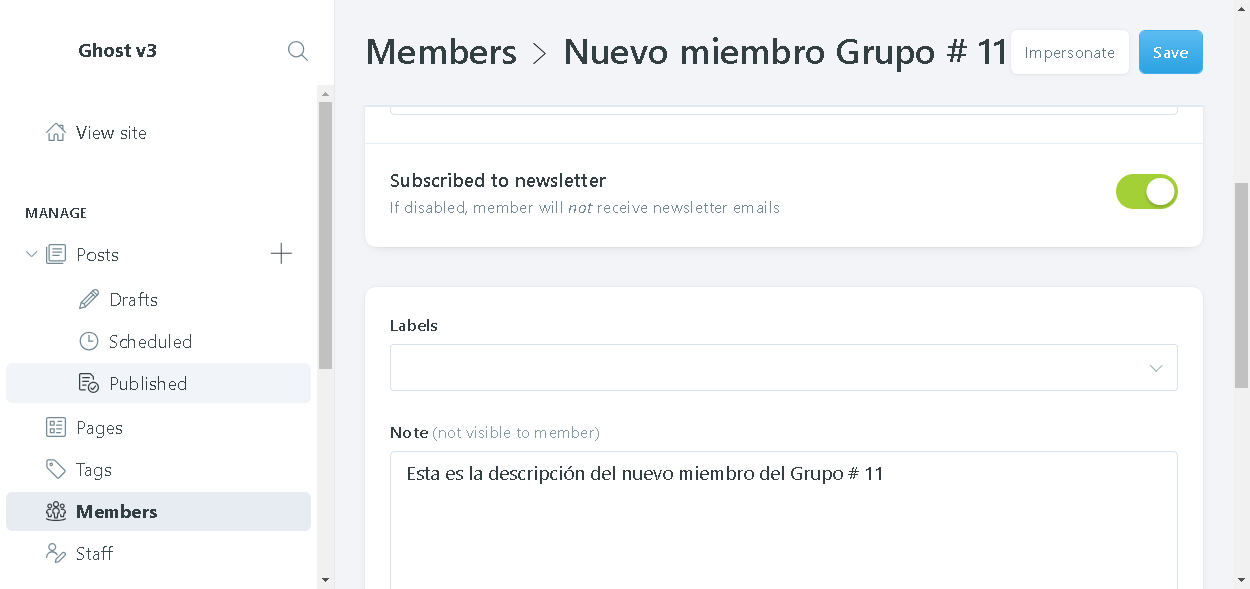 Ghost v3
View site
MANAGE
Posts
Drafts
Scheduled
Published
Pages
Tags
Members
Staff
Members > Nuevo miembro Grupo # 11
Impersonate
Save
Subscribed to newsletter
If disabled, member will not receive newsletter emails
Labels
Note (not visible to member)
Esta es la descripción del nuevo miembro del Grupo # 11